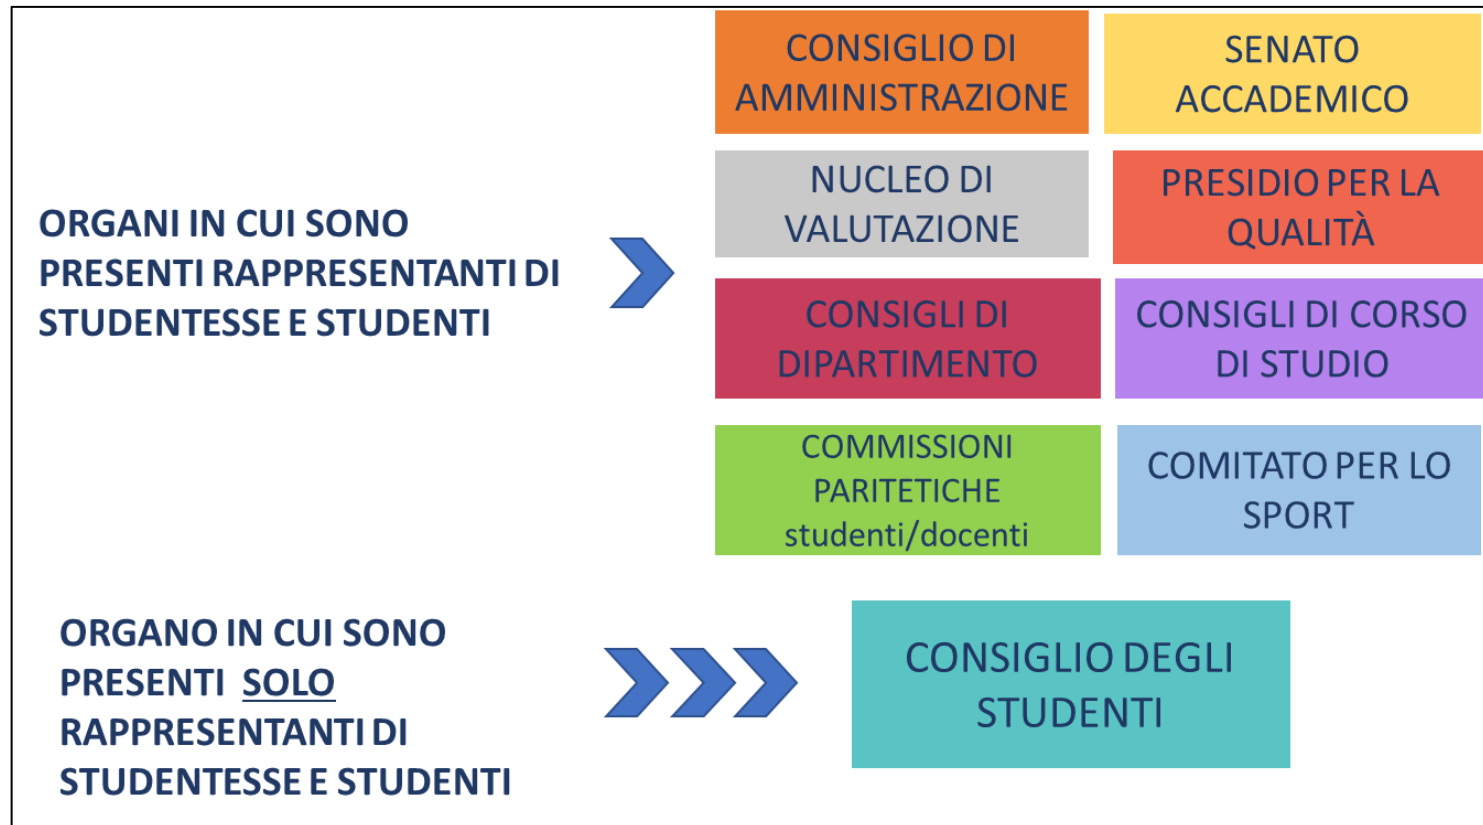 ORGANI IN CUI SONO
PRESENTI RAPPRESENTANTI DI
STUDENTESSE E STUDENTI
CONSIGLIO DI
AMMINISTRAZIONE
SENATO
ACCADEMICO
NUCLEO DI
VALUTAZIONE
PRESIDIO PER LA
QUALITÀ
CONSIGLI DI
DIPARTIMENTO
CONSIGLI DI CORSO
DI STUDIO
COMMISSIONI
PARITETICHE
studenti/docenti
COMITATO PER LO
SPORT
ORGANO IN CUI SONO
PRESENTI SOLO
RAPPRESENTANTI DI
STUDENTESSE E STUDENTI
CONSIGLIO DEGLI
STUDENTI